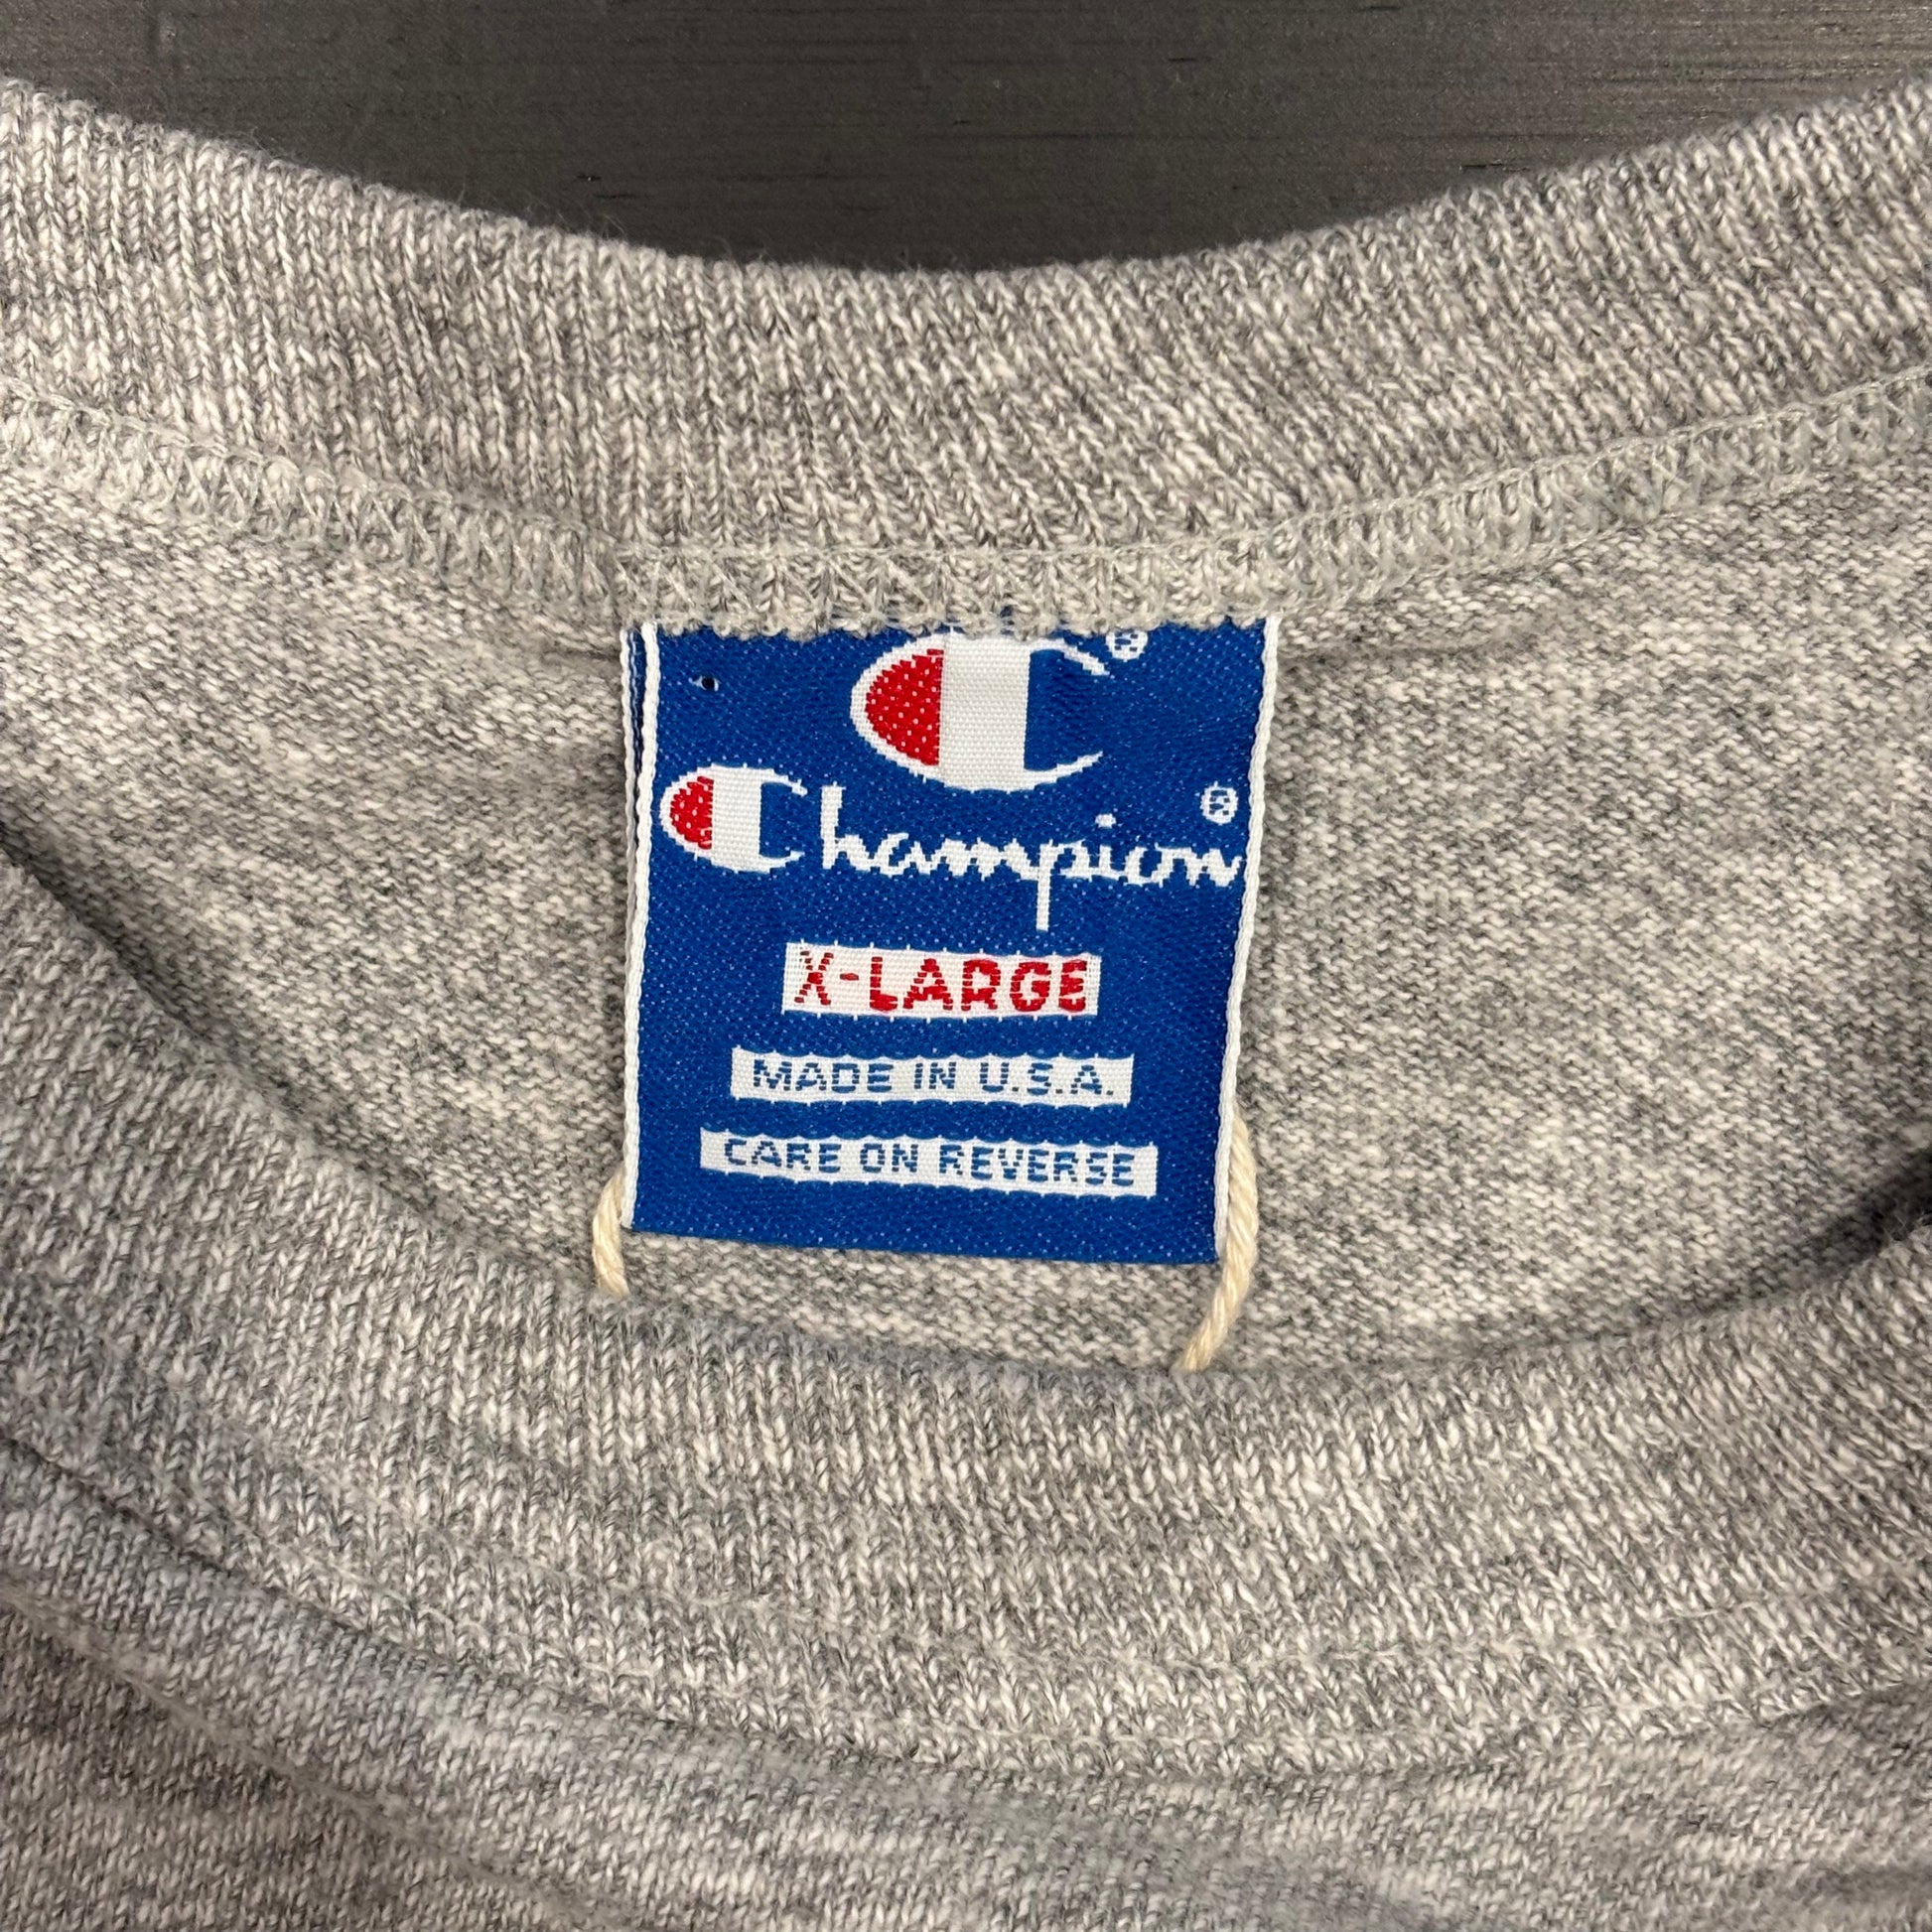 C®
Champion®
X-LARGE
MADE IN U.S.A.
CARE ON REVERSE